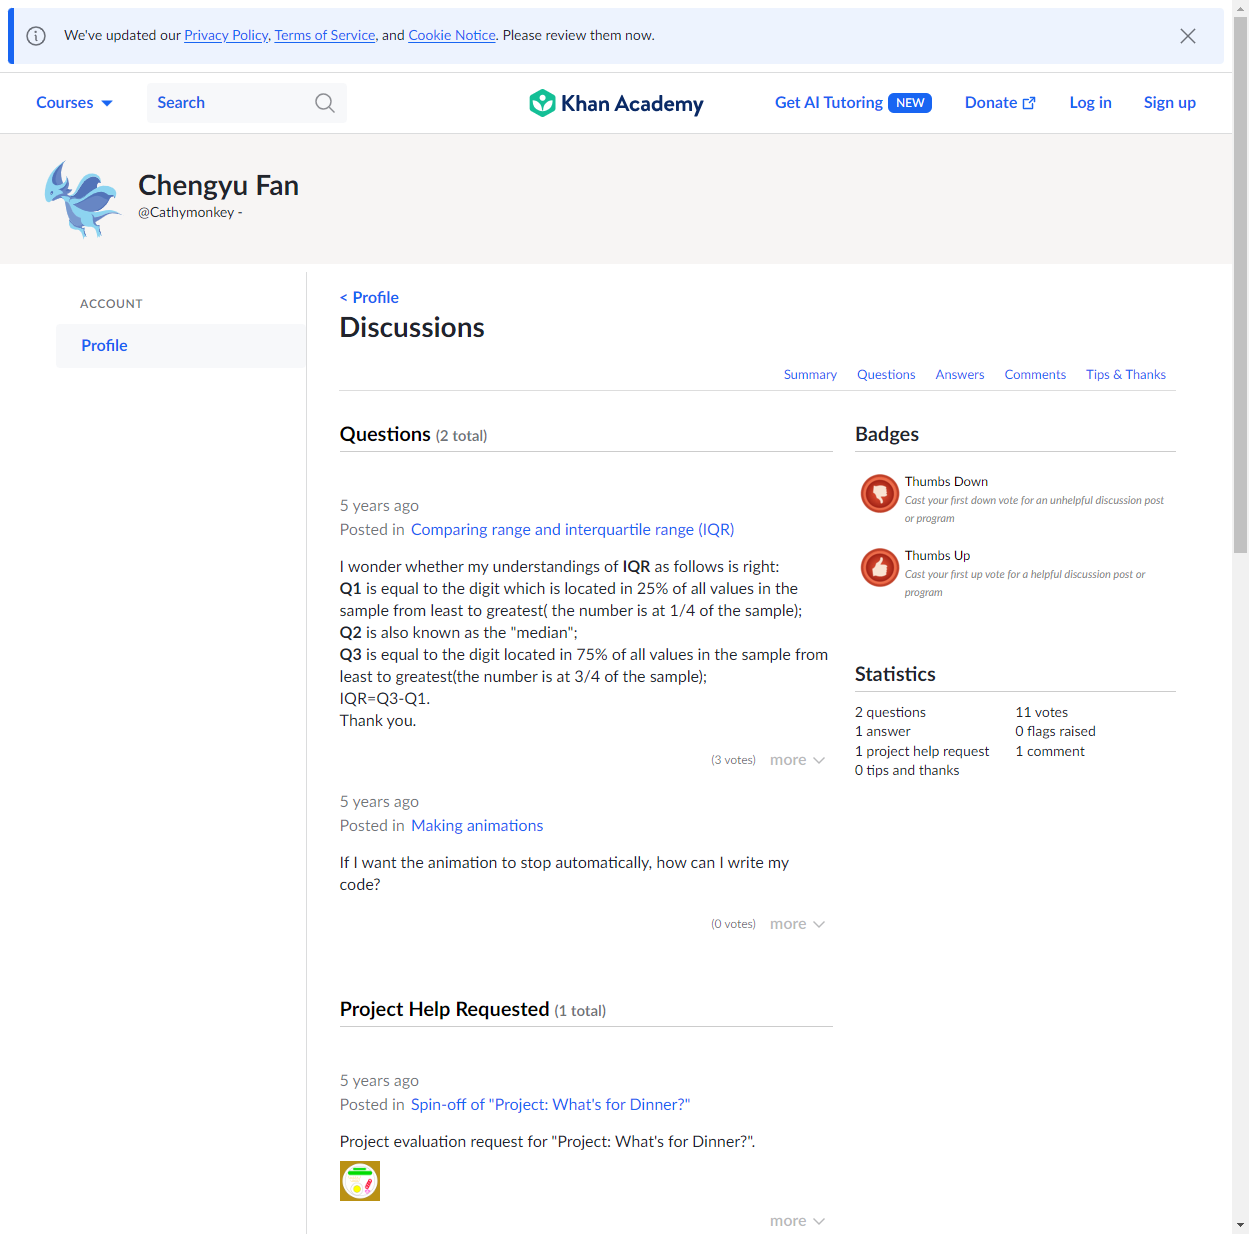 We've updated our Privacy Policy, Terms of Service, and Cookie Notice. Please review them now.
Courses
Search
Khan Academy
Get AI Tutoring NEW
Donate
Log in
Sign up
Chengyu Fan
@Cathymonkey -
ACCOUNT
Profile
< Profile
Discussions
Summary
Questions
Answers
Comments
Tips & Thanks
Questions (2 total)
5 years ago
Posted in Comparing range and interquartile range (IQR)
I wonder whether my understandings of IQR as follows is right:
Q1 is equal to the digit which is located in 25% of all values in the
sample from least to greatest( the number is at 1/4 of the sample);
Q2 is also known as the "median";
Q3 is equal to the digit located in 75% of all values in the sample from
least to greatest(the number is at 3/4 of the sample);
IQR=Q3-Q1.
Thank you.
(3 votes)
more
5 years ago
Posted in Making animations
If I want the animation to stop automatically, how can I write my
code?
(0 votes)
more
Project Help Requested (1 total)
5 years ago
Posted in Spin-off of "Project: What's for Dinner?"
Project evaluation request for "Project: What's for Dinner?".
more
Badges
Thumbs Down
Cast your first down vote for an unhelpful discussion post
or program
Thumbs Up
Cast your first up vote for a helpful discussion post or
program
Statistics
2 questions
11 votes
1 answer
0 flags raised
1 project help request
1 comment
0 tips and thanks